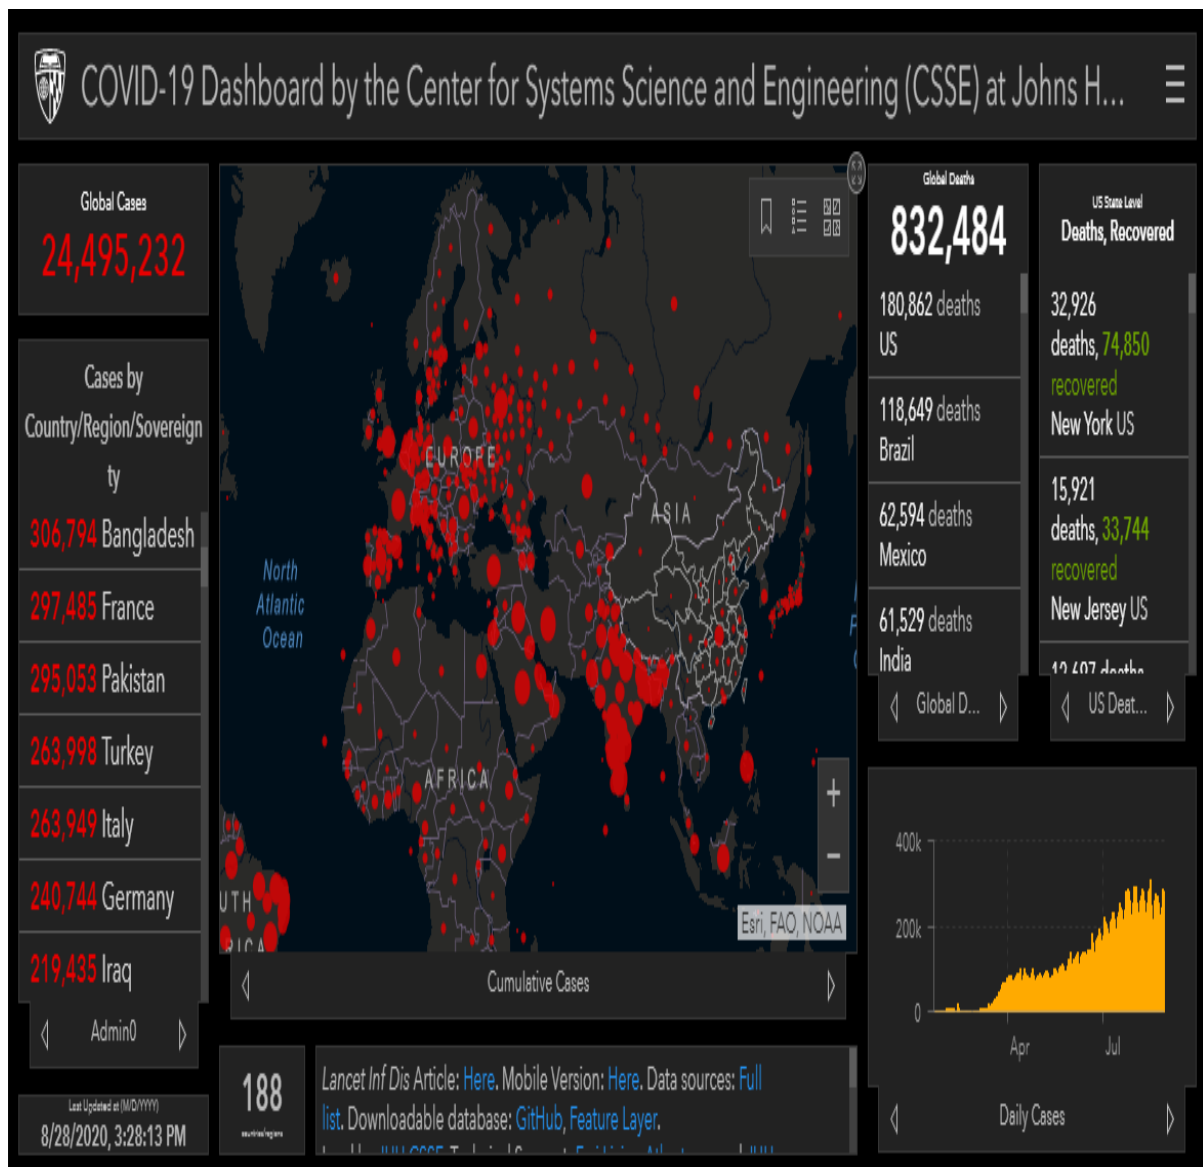 COVID-19 Dashboard by the Center for Systems Science and Engineering (CSSE) at Johns H...
Global Cases
24,495,232
Cases by
Country/Region/Sovereign
ty
306,794 Bangladesh
297,485 France
295,053 Pakistan
263,998 Turkey
263,949 Italy
240,744 Germany
219,435 Iraq
Admin0
Last Updated at (M/D/YYYY)
8/28/2020, 3:28:13 PM
EUROPE
ASIA
North
Atlantic
Ocean
AFRICA
UTH
RICA
+
−
Esri, FAO, NOAA
Cumulative Cases
188
countries/regions
Lancet Inf Dis Article: Here. Mobile Version: Here. Data sources: Full
list. Downloadable database: GitHub, Feature Layer.
Global Deaths
832,484
180,862 deaths
US
118,649 deaths
Brazil
62,594 deaths
Mexico
61,529 deaths
India
Global D...
US State Level
Deaths, Recovered
32,926
deaths, 74,850
recovered
New York US
15,921
deaths, 33,744
recovered
New Jersey US
US Deat...
400k
200k
0
Apr
Jul
Daily Cases